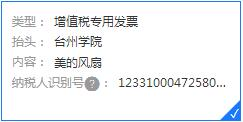 类型： 增值税专用发票
抬头： 台州学院
内容： 美的风扇
纳税人识别号?： 12331000472580...